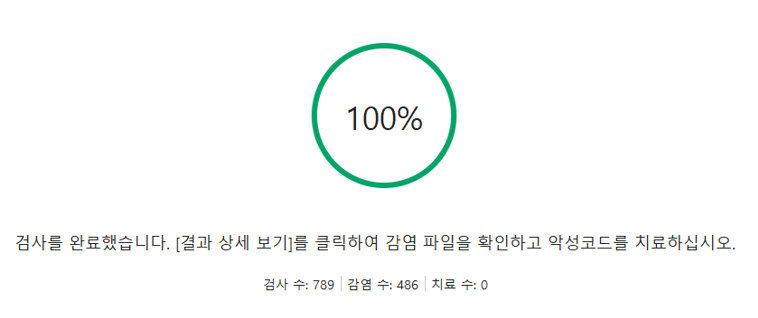 100%
검사를 완료했습니다. [결과 상세 보기]를 클릭하여 감염 파일을 확인하고 악성코드를 치료하십시오.
검사 수: 789 | 감염 수: 486 | 치료 수: 0